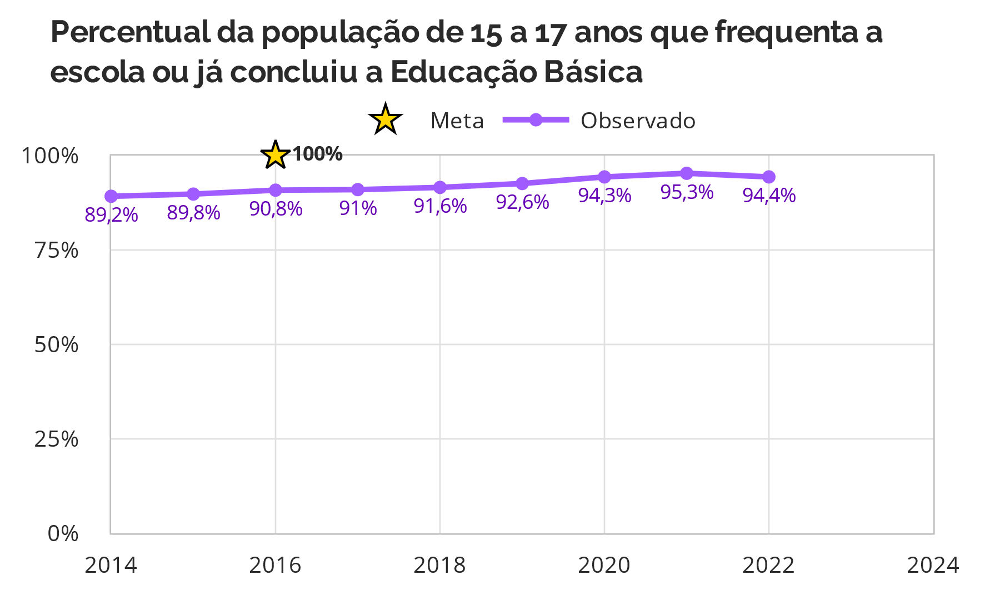 Percentual da população de 15 a 17 anos que frequenta a
escola ou já concluiu a Educação Básica
Meta Observado
100%
100%
89,2% 89,8% 90,8% 91% 91,6% 92,6% 94,3% 95,3% 94,4%
75%
50%
25%
0%
2014 2016 2018 2020 2022 2024